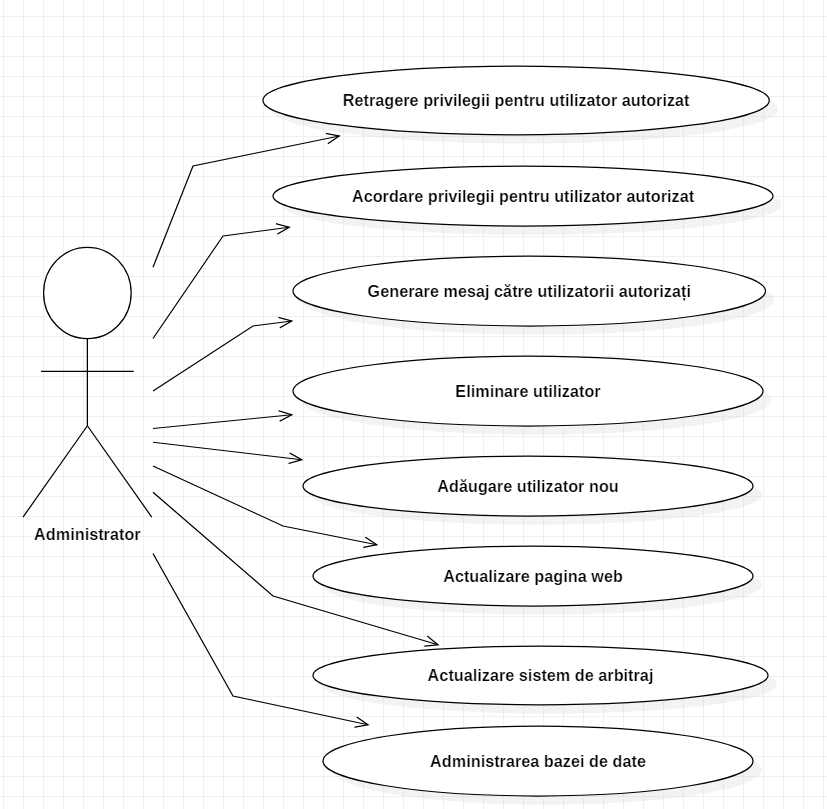 Retragere privilegii pentru utilizator autorizat
Acordare privilegii pentru utilizator autorizat
Generare mesaj către utilizatorii autorizați
Eliminare utilizator
Adăugare utilizator nou
Administrator
Actualizare pagina web
Actualizare sistem de arbitraj
Administrarea bazei de date